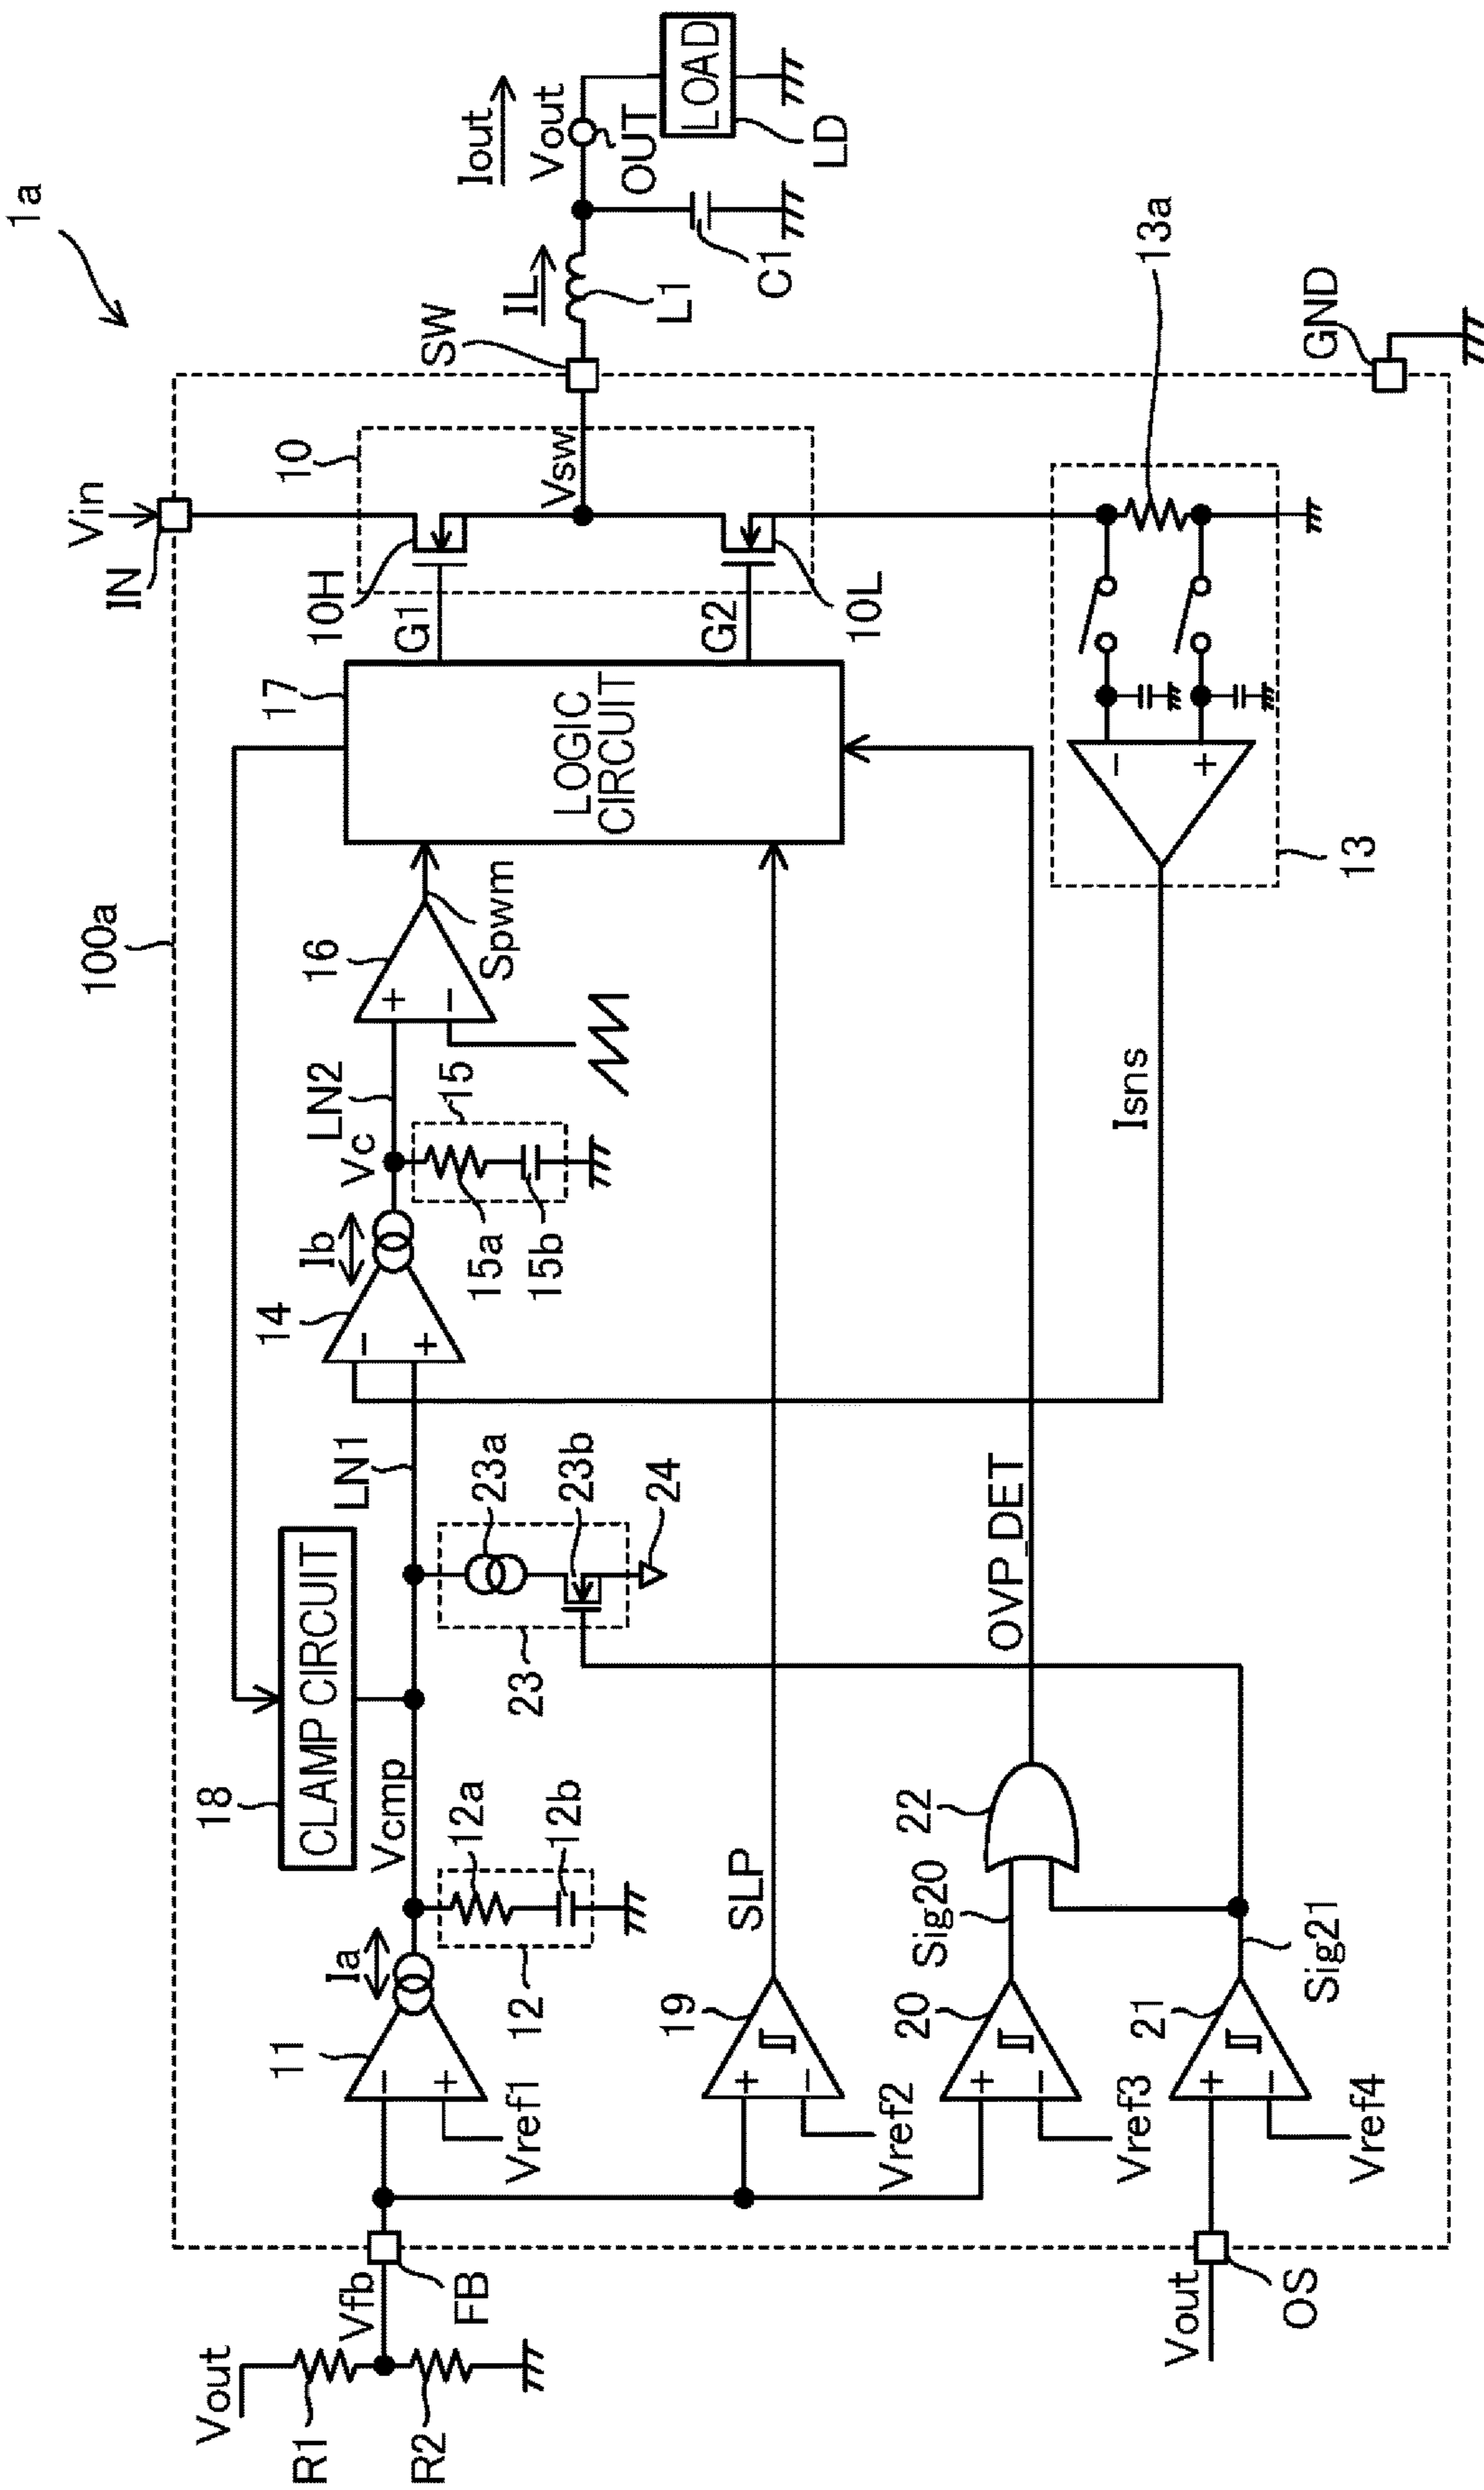 1a
100a
Vin
IN
10
10H
G1
Vsw
SW
IL
L1
Iout
Vout
OUT
LOAD
LD
C1
G2
10L
17
LOGIC
CIRCUIT
18
CLAMP CIRCUIT
Vcmp
LN1
14
-
+
Ib
Vc
LN2
15
15a
15b
16
+
-
Spwm
Vout
R1
R2
Vfb
FB
11
-
+
Vref1
Ia
12
12a
12b
23
23a
23b
24
19
+
-
Vref2
SLP
20
+
-
Vref3
Sig20
22
OVP_DET
21
+
-
Vref4
Sig21
Vout
OS
Isns
13
-
+
13a
GND